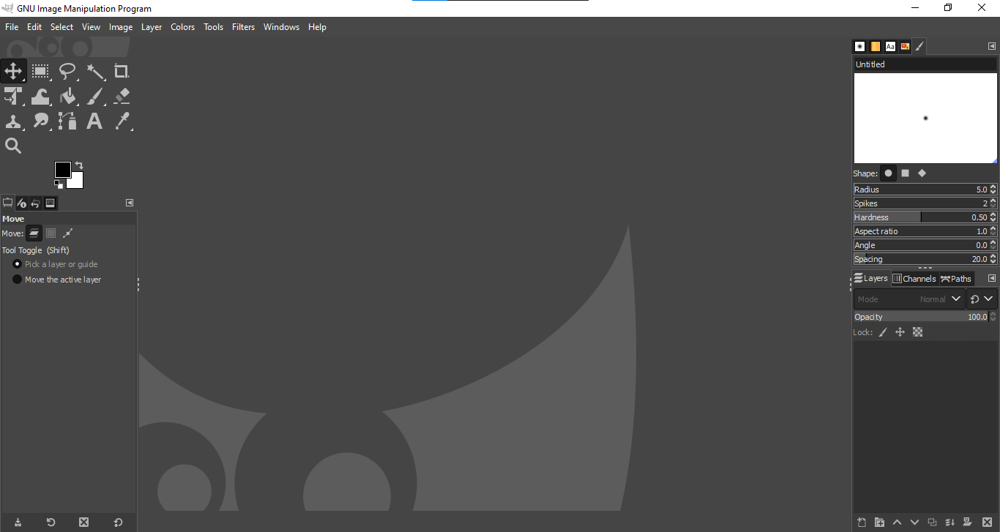 GNU Image Manipulation Program
File Edit Select View Image Layer Colors Tools Filters Windows Help
Aa
Untitled
Shape:
Radius 5.0
Spikes 2
Hardness 0.50
Aspect ratio 1.0
Angle 0.0
Spacing 20.0
Move
Move:
Tool Toggle (Shift)
Pick a layer or guide
Move the active layer
Layers Channels Paths
Mode Normal
Opacity 100.0
Lock: